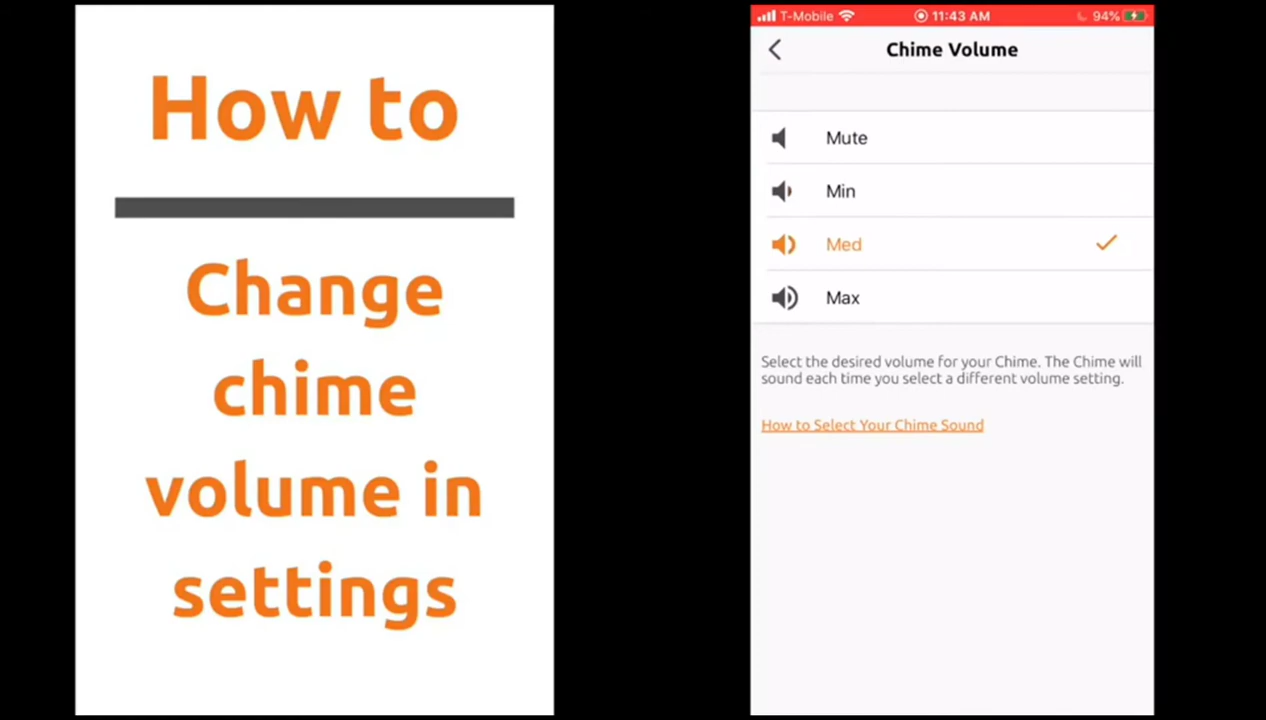 How to
Change
chime
volume in
settings
T-Mobile
11:43 AM
94%
Chime Volume
Mute
Min
Med
Max
Select the desired volume for your Chime. The Chime will
sound each time you select a different volume setting.
How to Select Your Chime Sound